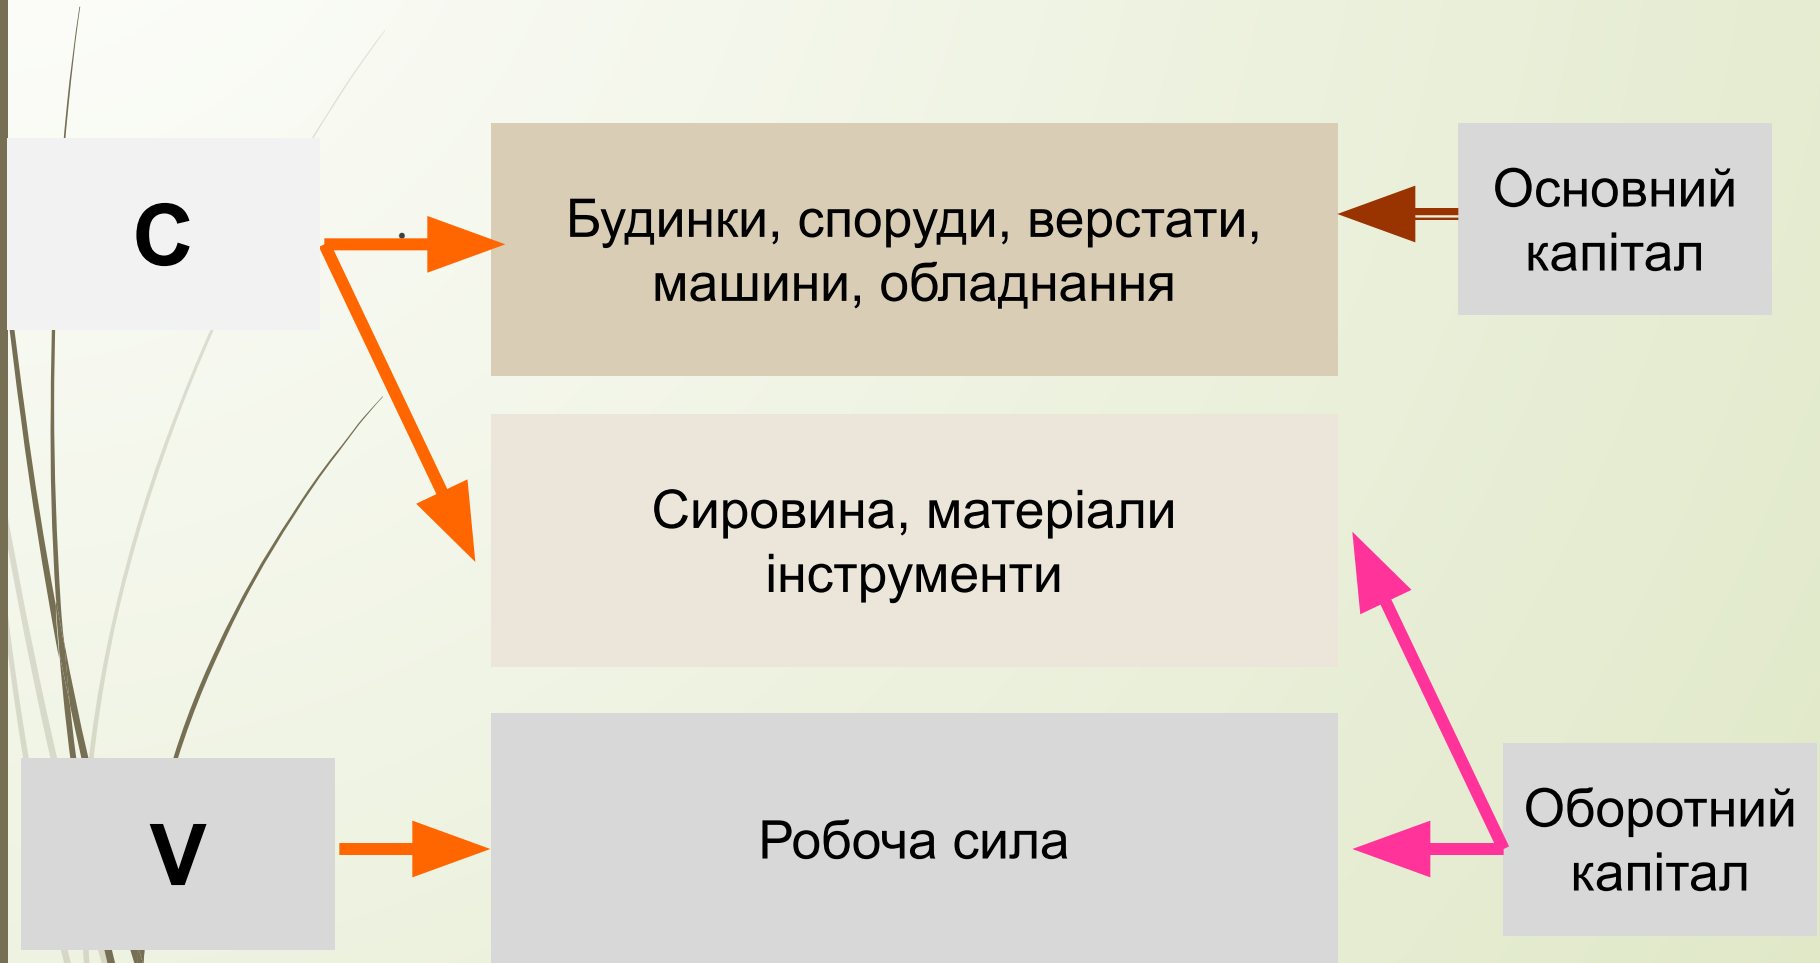 C
Будинки, споруди, верстати,
машини, обладнання
Основний
капітал
Сировина, матеріали
інструменти
V
Робоча сила
Оборотний
капітал